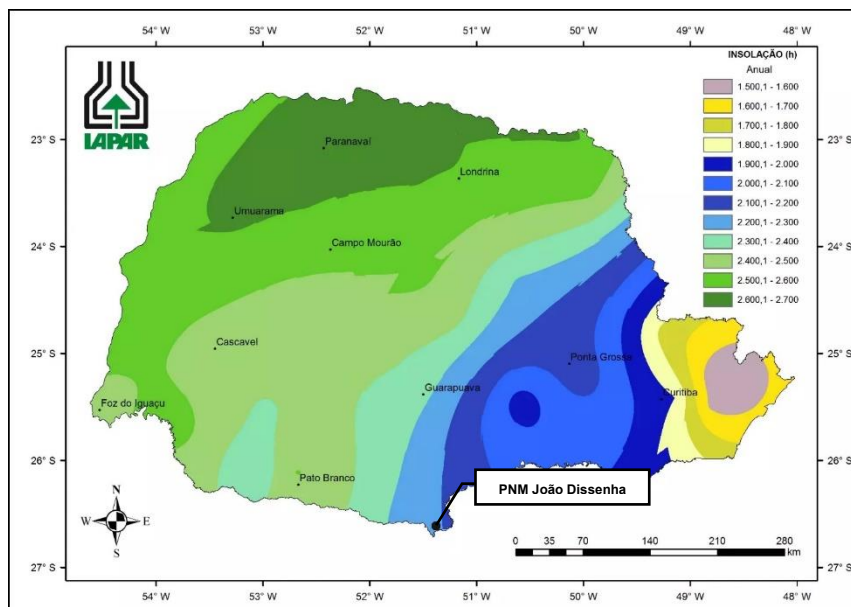 54° W 53° W 52° W 51° W 50° W 49° W 48° W
INSOLAÇÃO (h)
Anual
1.500,1 - 1.600
1.600,1 - 1.700
1.700,1 - 1.800
1.800,1 - 1.900
1.900,1 - 2.000
2.000,1 - 2.100
2.100,1 - 2.200
2.200,1 - 2.300
2.300,1 - 2.400
2.400,1 - 2.500
2.500,1 - 2.600
2.600,1 - 2.700
IAPAR
23° S
23° S
Paranavaí
Londrina
Umuarama
24° S
24° S
Campo Mourão
25° S
25° S
Cascavel
Ponta Grossa
Guarapuava
Foz do Iguaçu
Curitiba
26° S
26° S
Pato Branco
PNM João Dissenha
N
W E
S
0 35 70 140 210 280
km
27° S
27° S
54° W 53° W 52° W 51° W 50° W 49° W 48° W